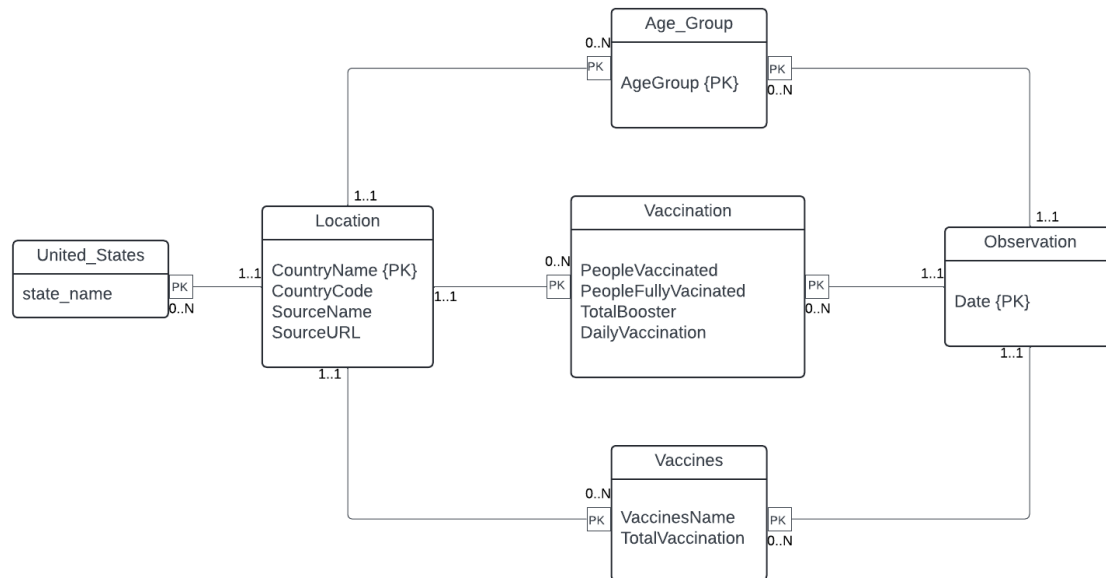 Age_Group
0..N
PK
AgeGroup {PK}
PK
0..N
1..1
1..1
United_States
state_name
PK
0..N
1..1
Location
CountryName {PK}
CountryCode
SourceName
SourceURL
1..1
1..1
0..N
PK
Vaccination
PeopleVaccinated
PeopleFullyVacinated
TotalBooster
DailyVaccination
PK
0..N
1..1
Observation
Date {PK}
1..1
Vaccines
0..N
PK
VaccinesName
TotalVaccination
PK
0..N